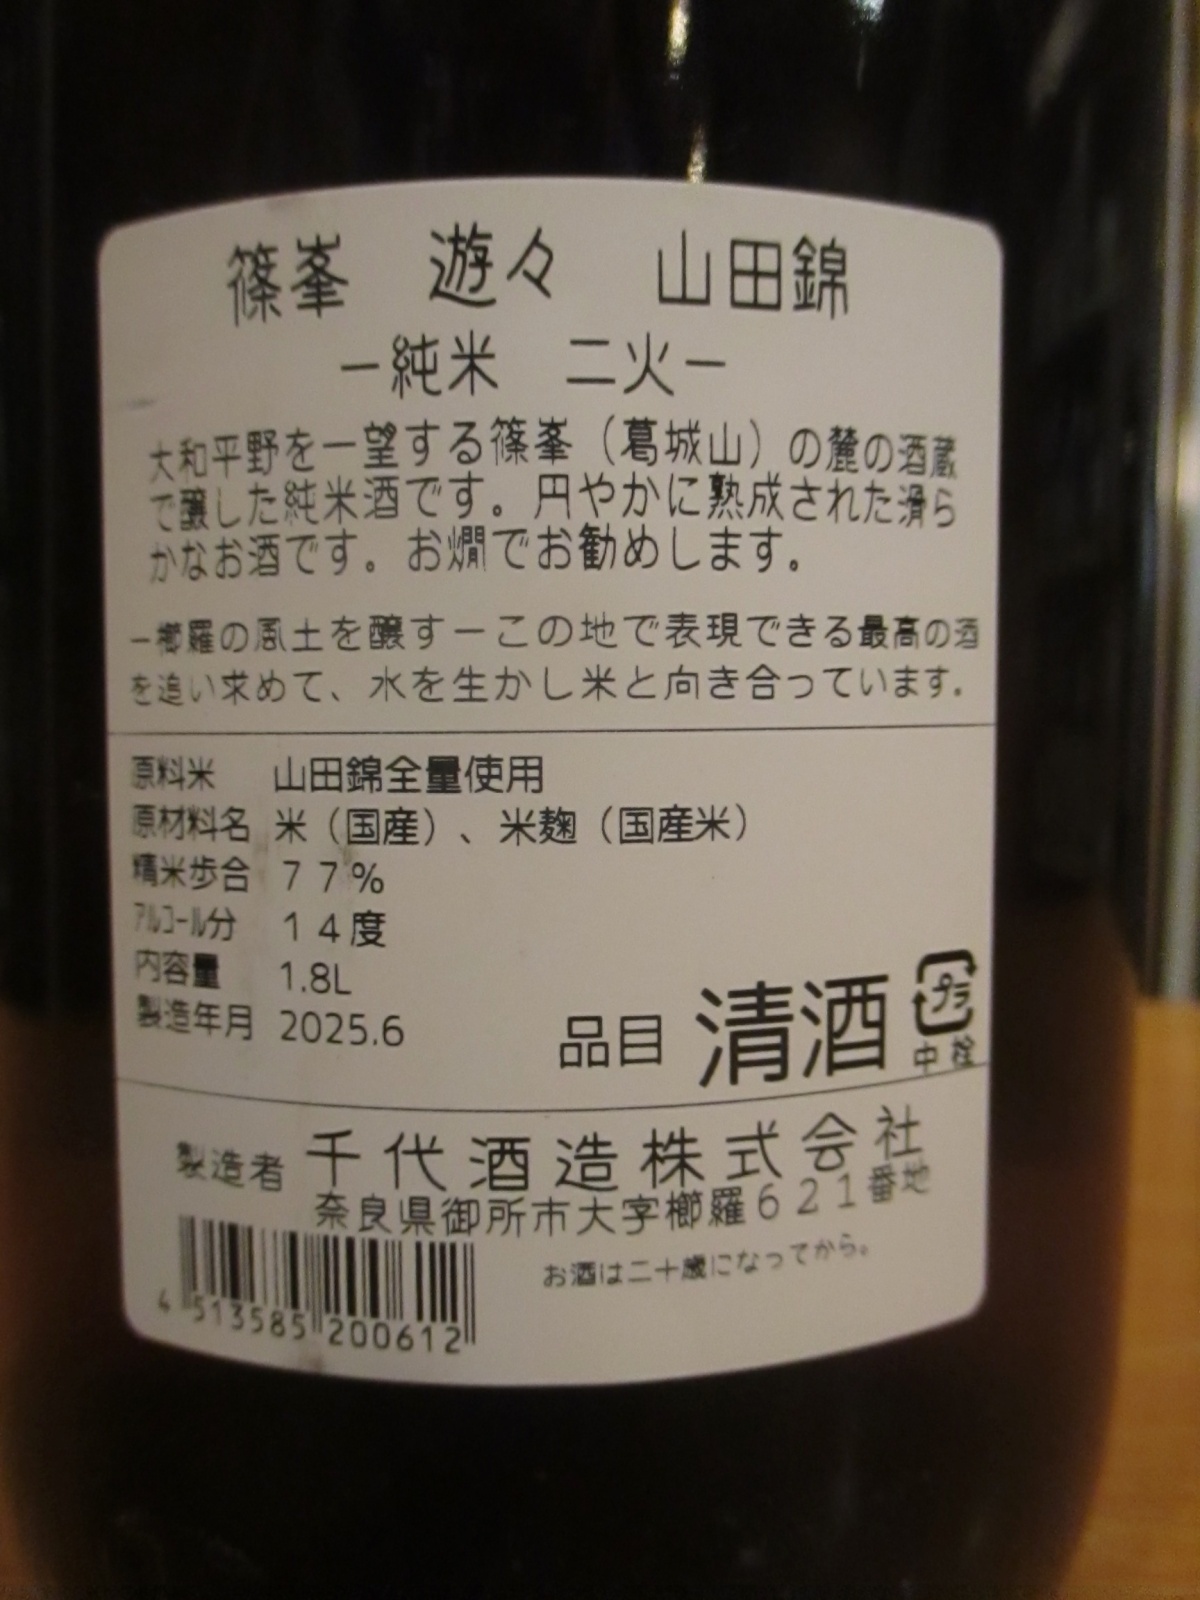 篠峯　遊々　山田錦
－純米　二火－
大和平野を一望する篠峯（葛城山）の麓の酒蔵
で醸した純米酒です。円やかに熟成された滑ら
かなお酒です。お燗でお勧めします。
－櫛羅の風土を醸す－この地で表現できる最高の酒
を追い求めて、水を生かし米と向き合っています。
原料米　山田錦全量使用
原材料名　米（国産）、米麹（国産米）
精米歩合　７７％
アルコール分　１４度
内容量　1.8L
製造年月　2025.6
品目　清酒
プラ
中栓
製造者　千代酒造株式会社
奈良県御所市大字櫛羅６２１番地
お酒は二十歳になってから。
4 513585 200612